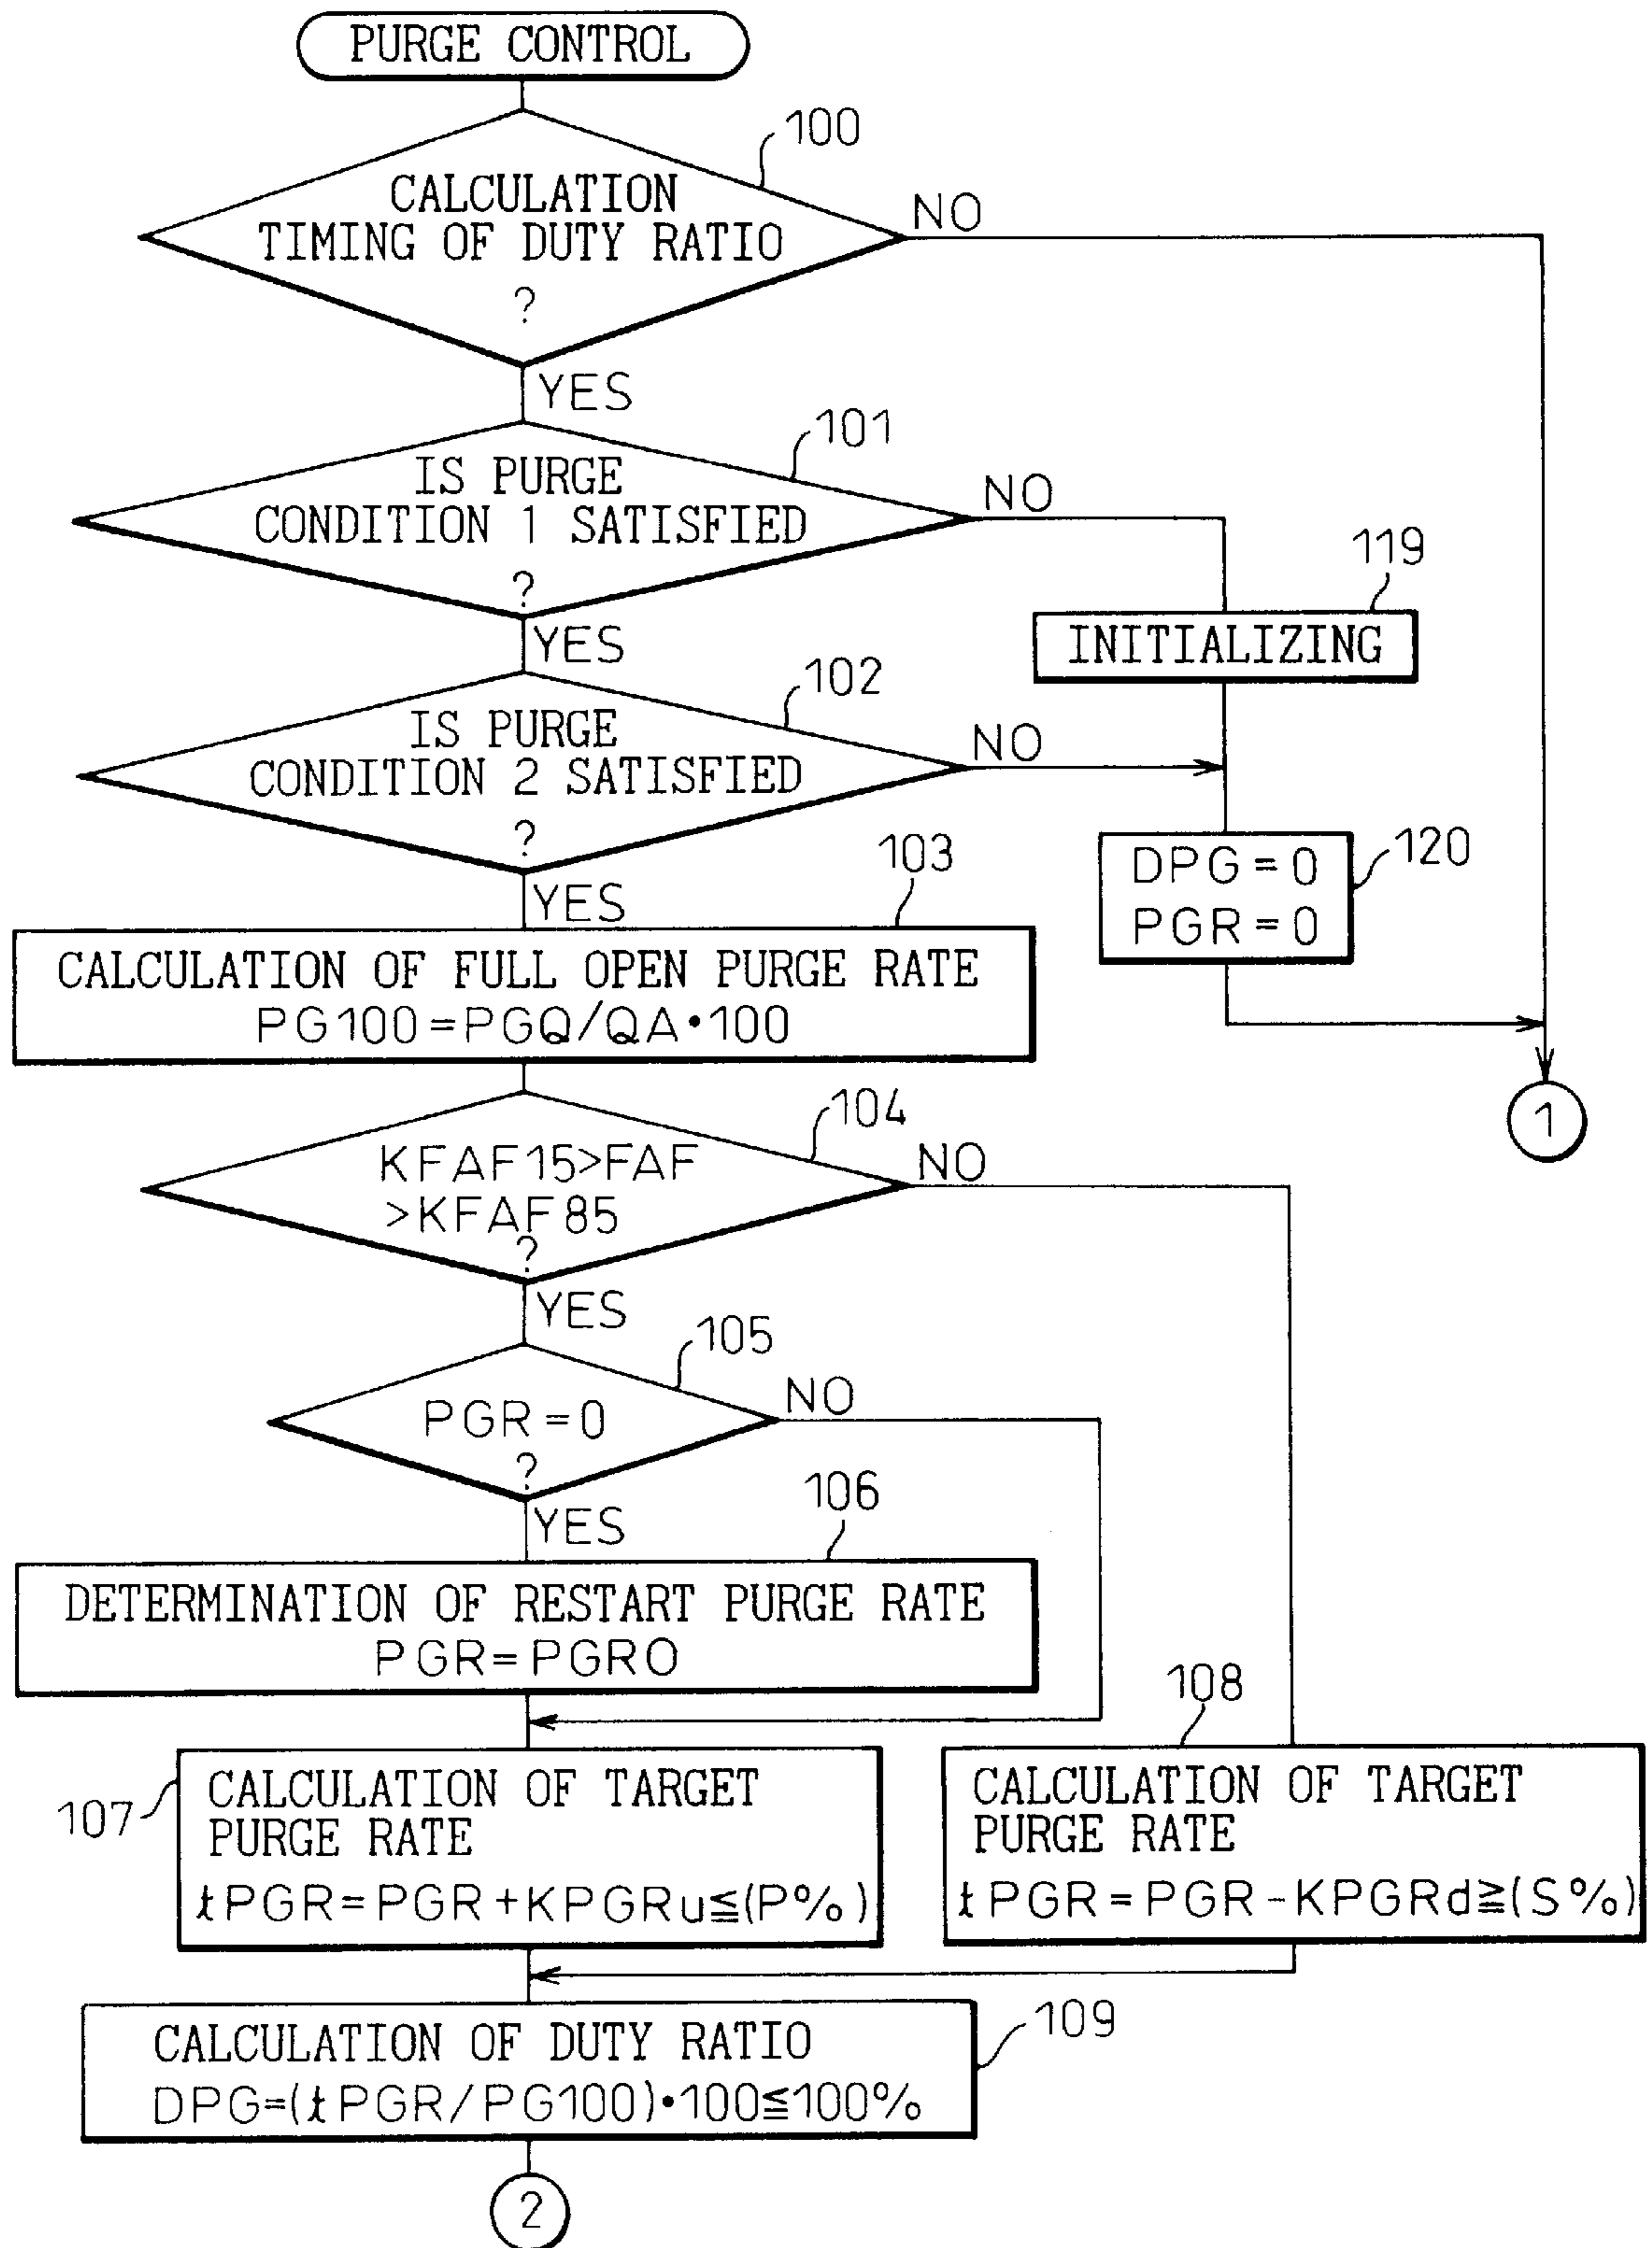 PURGE CONTROL
100
CALCULATION
TIMING OF DUTY RATIO
?
NO
YES
101
IS PURGE
CONDITION 1 SATISFIED
?
NO
YES
119
INITIALIZING
102
IS PURGE
CONDITION 2 SATISFIED
?
NO
YES
120
DPG=0
PGR=0
103
CALCULATION OF FULL OPEN PURGE RATE
PG100=PGQ/QA•100
1
104
KFAF15>FAF
>KFAF85
?
NO
YES
105
PGR=0
?
NO
YES
106
DETERMINATION OF RESTART PURGE RATE
PGR=PGRO
107
CALCULATION OF TARGET
PURGE RATE
tPGR=PGR+KPGRu≦(P%)
108
CALCULATION OF TARGET
PURGE RATE
tPGR=PGR-KPGRd≧(S%)
109
CALCULATION OF DUTY RATIO
DPG=(tPGR/PG100)•100≦100%
2